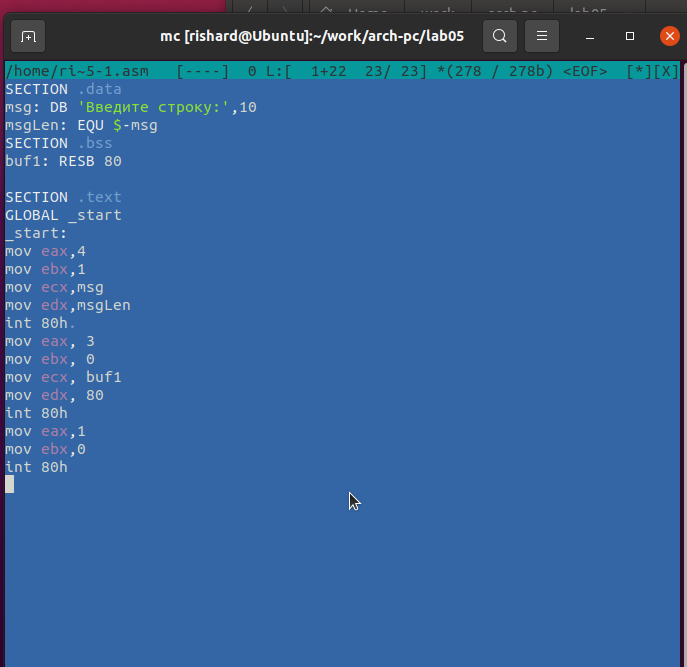 mc [rishard@Ubuntu]:~/work/arch-pc/lab05
/home/ri~5-1.asm   [----]  0 L:[  1+22  23/ 23] *(278 / 278b) <EOF>  [*][X]
SECTION .data
msg: DB 'Введите строку:',10
msgLen: EQU $-msg
SECTION .bss
buf1: RESB 80
SECTION .text
GLOBAL _start
_start:
mov eax,4
mov ebx,1
mov ecx,msg
mov edx,msgLen
int 80h.
mov eax, 3
mov ebx, 0
mov ecx, buf1
mov edx, 80
int 80h
mov eax,1
mov ebx,0
int 80h